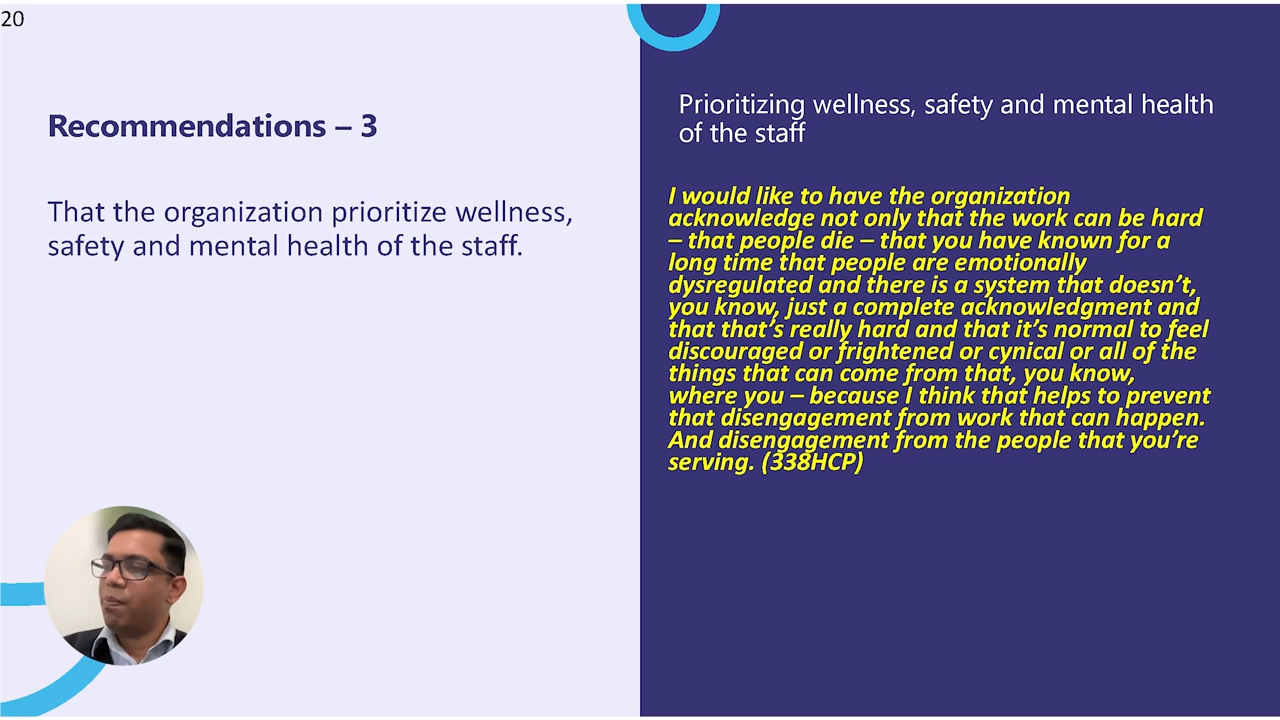 20
Recommendations – 3
That the organization prioritize wellness,
safety and mental health of the staff.
Prioritizing wellness, safety and mental health
of the staff
I would like to have the organization
acknowledge not only that the work can be hard
– that people die – that you have known for a
long time that people are emotionally
dysregulated and there is a system that doesn’t,
you know, just a complete acknowledgment and
that that’s really hard and that it’s normal to feel
discouraged or frightened or cynical or all of the
things that can come from that, you know,
where you – because I think that helps to prevent
that disengagement from work that can happen.
And disengagement from the people that you’re
serving. (338HCP)